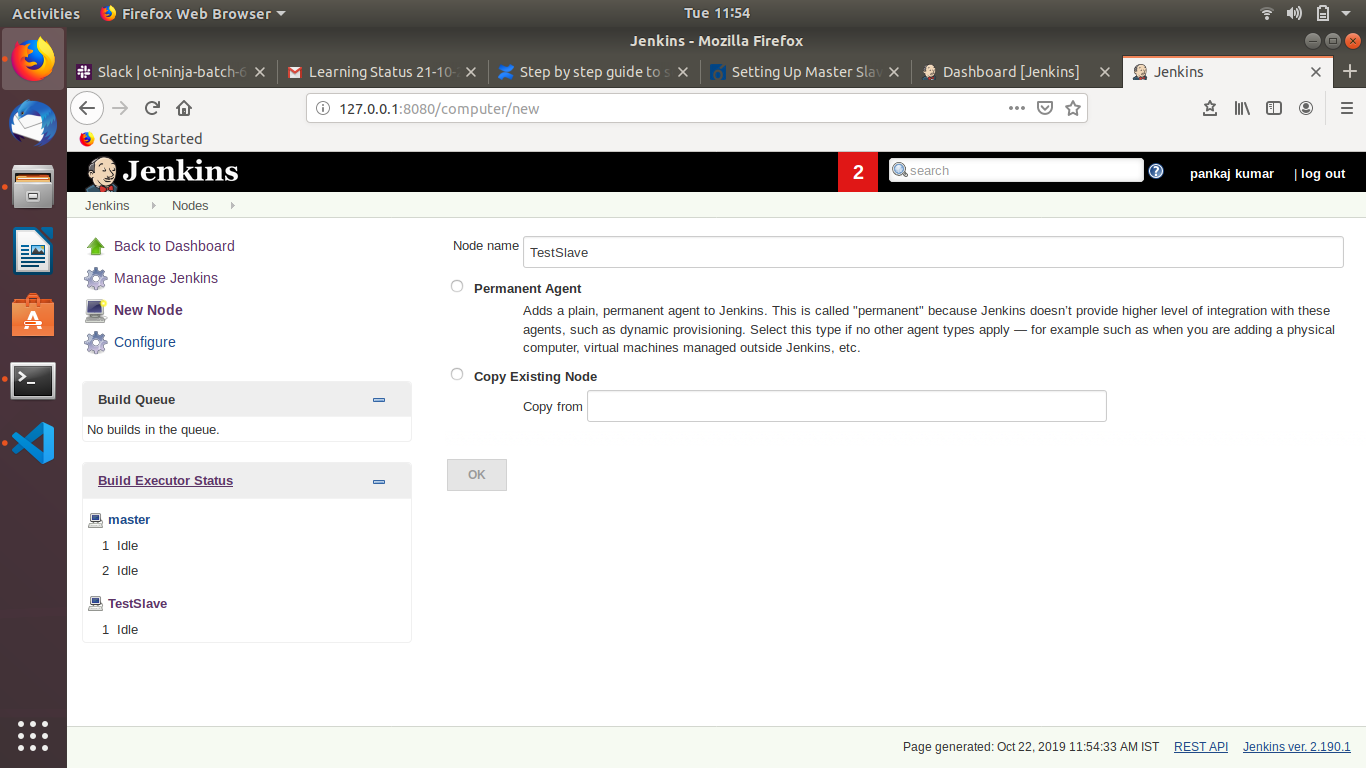 Activities Firefox Web Browser Tue 11:54
Jenkins - Mozilla Firefox
Slack | ot-ninja-batch-6 Learning Status 21-10- Step by step guide to s Setting Up Master Slav Dashboard [Jenkins] Jenkins
127.0.0.1:8080/computer/new
Getting Started
Jenkins 2 search pankaj kumar | log out
Jenkins Nodes
Back to Dashboard
Manage Jenkins
New Node
Configure
Build Queue
No builds in the queue.
Build Executor Status
master
1 Idle
2 Idle
TestSlave
1 Idle
Node name TestSlave
Permanent Agent
Adds a plain, permanent agent to Jenkins. This is called "permanent" because Jenkins doesn't provide higher level of integration with these
agents, such as dynamic provisioning. Select this type if no other agent types apply — for example such as when you are adding a physical
computer, virtual machines managed outside Jenkins, etc.
Copy Existing Node
Copy from
OK
Page generated: Oct 22, 2019 11:54:33 AM IST REST API Jenkins ver. 2.190.1